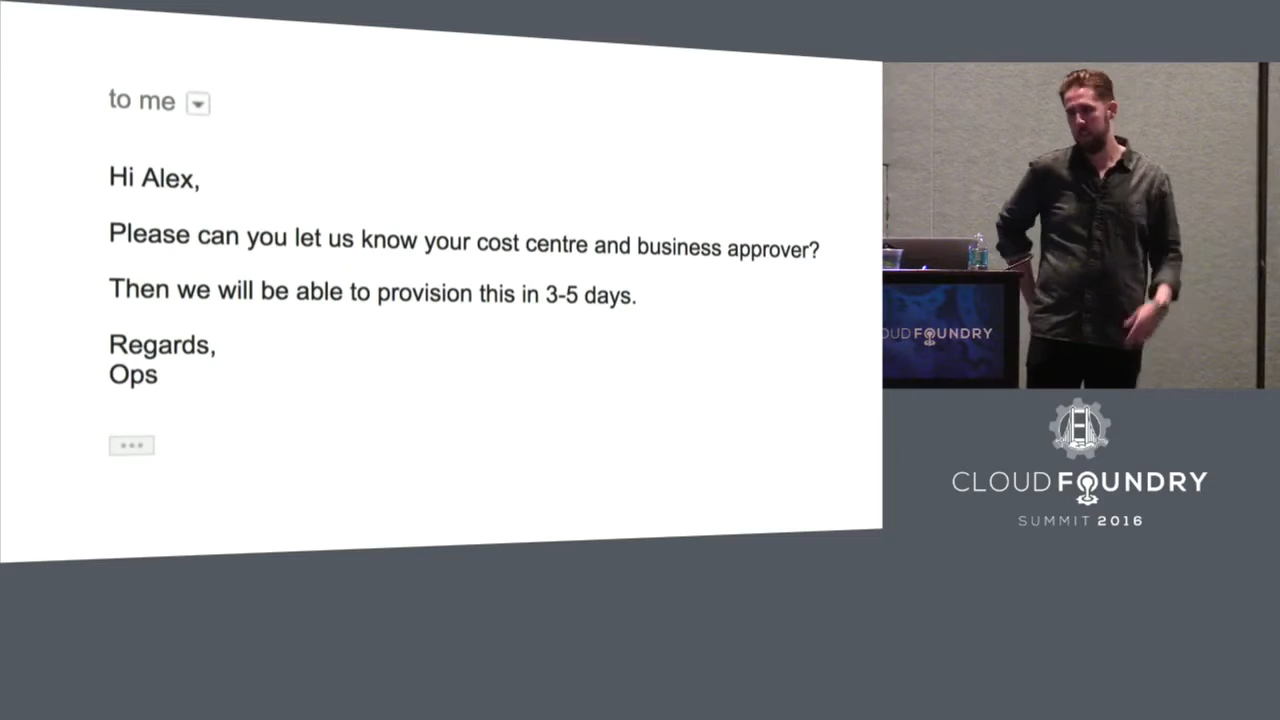 to me
Hi Alex,
Please can you let us know your cost centre and business approver?
Then we will be able to provision this in 3-5 days.
Regards,
Ops
OUD FOUNDRY
CLOUD FOUNDRY
SUMMIT 2016